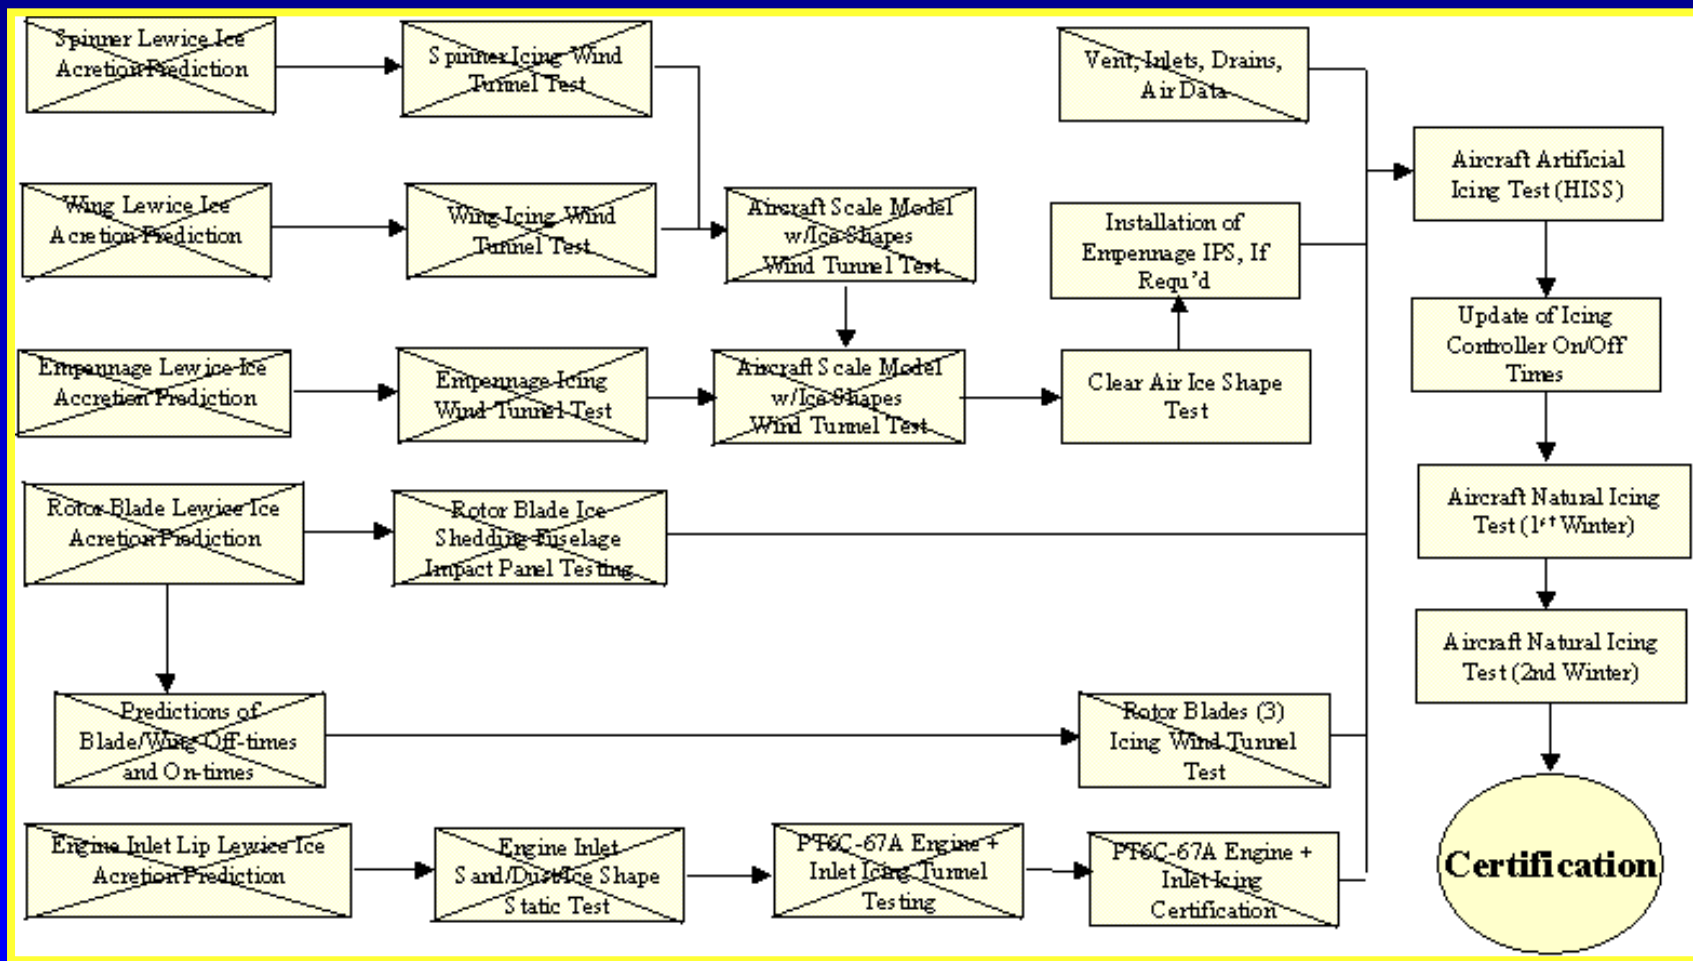 Spinner Lewice Ice
Acretion Prediction
Spinner Icing Wind
Tunnel Test
Vent, Inlets, Drains,
Air Data
Aircraft Artificial
Icing Test (HISS)
Wing Lewice Ice
Acretion Prediction
Wing Icing Wind
Tunnel Test
Aircraft Scale Model
w/Ice Shapes
Wind Tunnel Test
Installation of
Empennage IPS, If
Requ'd
Update of Icing
Controller On/Off
Times
Empennage Lewice Ice
Accretion Prediction
Empennage Icing
Wind Tunnel Test
Aircraft Scale Model
w/Ice Shapes
Wind Tunnel Test
Clear Air Ice Shape
Test
Rotor Blade Lewice Ice
Acretion Prediction
Rotor Blade Ice
Shedding Fuselage
Impact Panel Testing
Aircraft Natural Icing
Test (1st Winter)
Aircraft Natural Icing
Test (2nd Winter)
Predictions of
Blade/Wing Off-times
and On-times
Rotor Blades (3)
Icing Wind Tunnel
Test
Engine Inlet Lip Lewice Ice
Acretion Prediction
Engine Inlet
Sand/Dust/Ice Shape
Static Test
PT6C-67A Engine +
Inlet Icing Tunnel
Testing
PT6C-67A Engine +
Inlet Icing
Certification
Certification